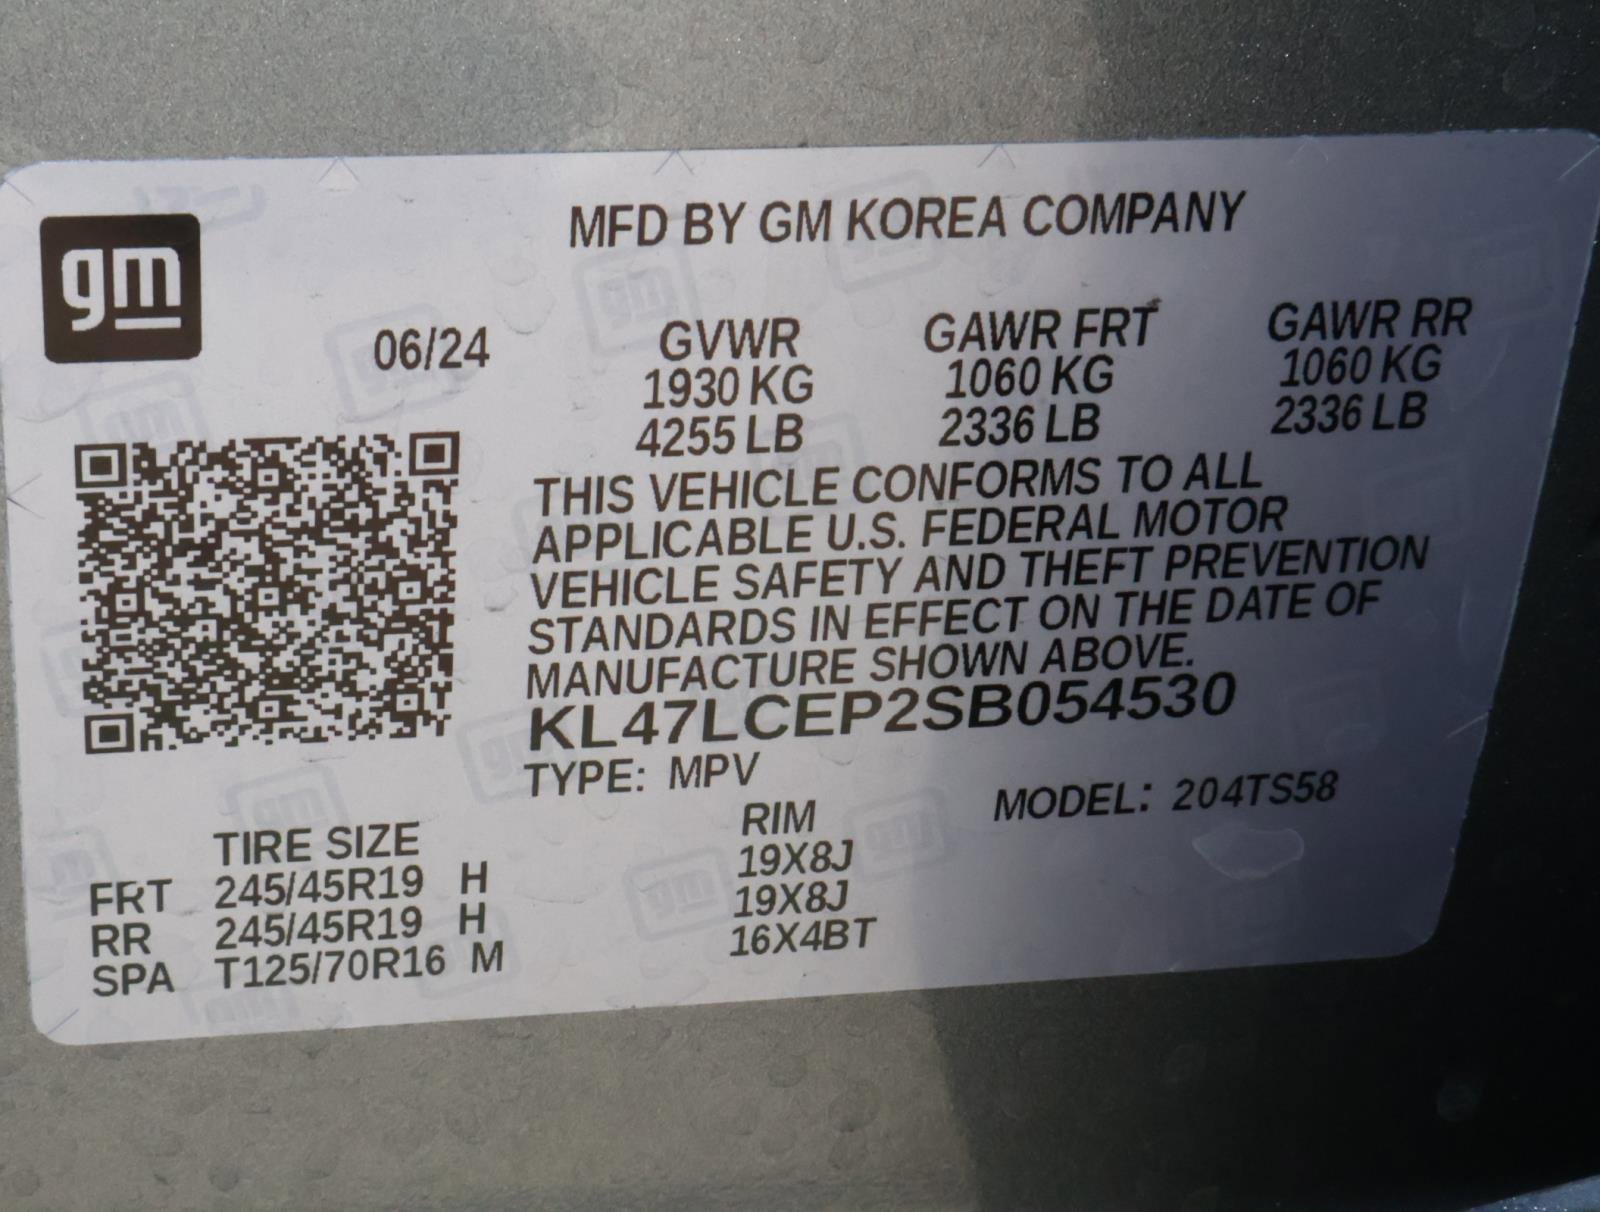 gm
MFD BY GM KOREA COMPANY
06/24 GVWR GAWR FRT GAWR RR
1930 KG 1060 KG 1060 KG
4255 LB 2336 LB 2336 LB
THIS VEHICLE CONFORMS TO ALL
APPLICABLE U.S. FEDERAL MOTOR
VEHICLE SAFETY AND THEFT PREVENTION
STANDARDS IN EFFECT ON THE DATE OF
MANUFACTURE SHOWN ABOVE.
KL47LCEP2SB054530
TYPE: MPV MODEL: 204TS58
TIRE SIZE RIM
FRT 245/45R19 H 19X8J
RR 245/45R19 H 19X8J
SPA T125/70R16 M 16X4BT